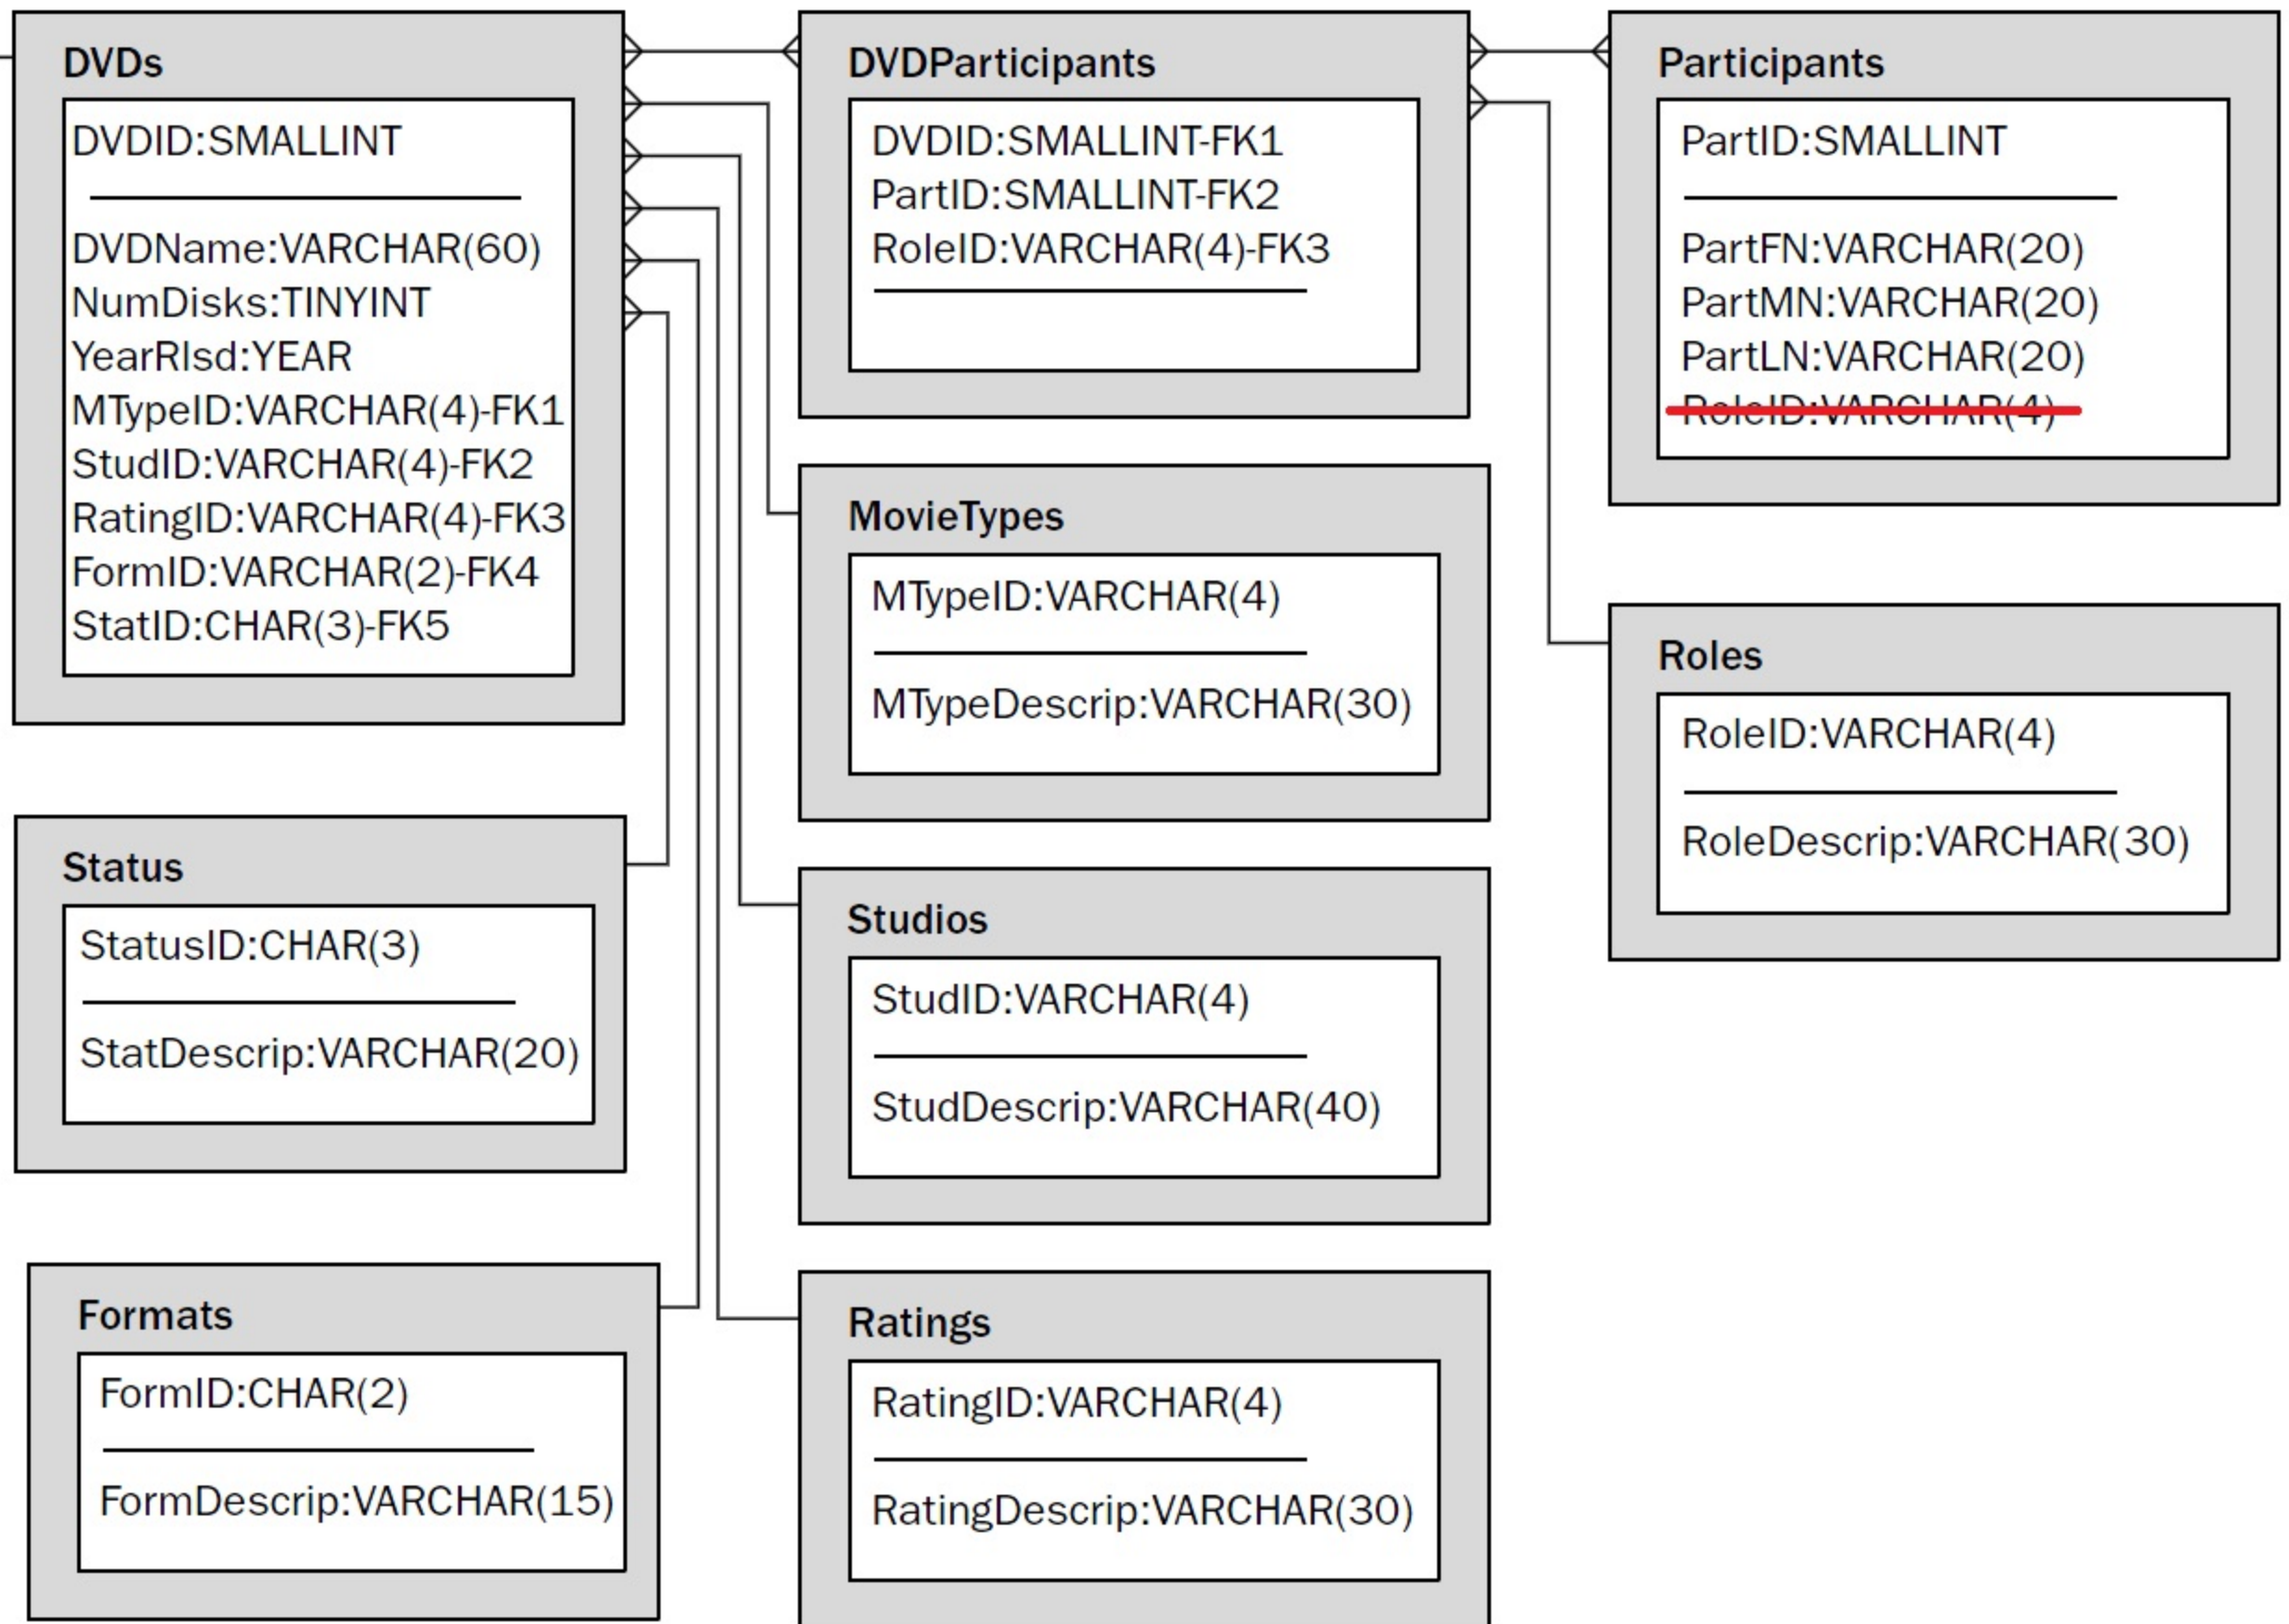 DVDs
DVDID:SMALLINT
DVDName:VARCHAR(60)
NumDisks:TINYINT
YearRlsd:YEAR
MTypeID:VARCHAR(4)-FK1
StudID:VARCHAR(4)-FK2
RatingID:VARCHAR(4)-FK3
FormID:VARCHAR(2)-FK4
StatID:CHAR(3)-FK5
Status
StatusID:CHAR(3)
StatDescrip:VARCHAR(20)
Formats
FormID:CHAR(2)
FormDescrip:VARCHAR(15)
DVDParticipants
DVDID:SMALLINT-FK1
PartID:SMALLINT-FK2
RoleID:VARCHAR(4)-FK3
MovieTypes
MTypeID:VARCHAR(4)
MTypeDescrip:VARCHAR(30)
Studios
StudID:VARCHAR(4)
StudDescrip:VARCHAR(40)
Ratings
RatingID:VARCHAR(4)
RatingDescrip:VARCHAR(30)
Participants
PartID:SMALLINT
PartFN:VARCHAR(20)
PartMN:VARCHAR(20)
PartLN:VARCHAR(20)
RoleID:VARCHAR(4)
Roles
RoleID:VARCHAR(4)
RoleDescrip:VARCHAR(30)